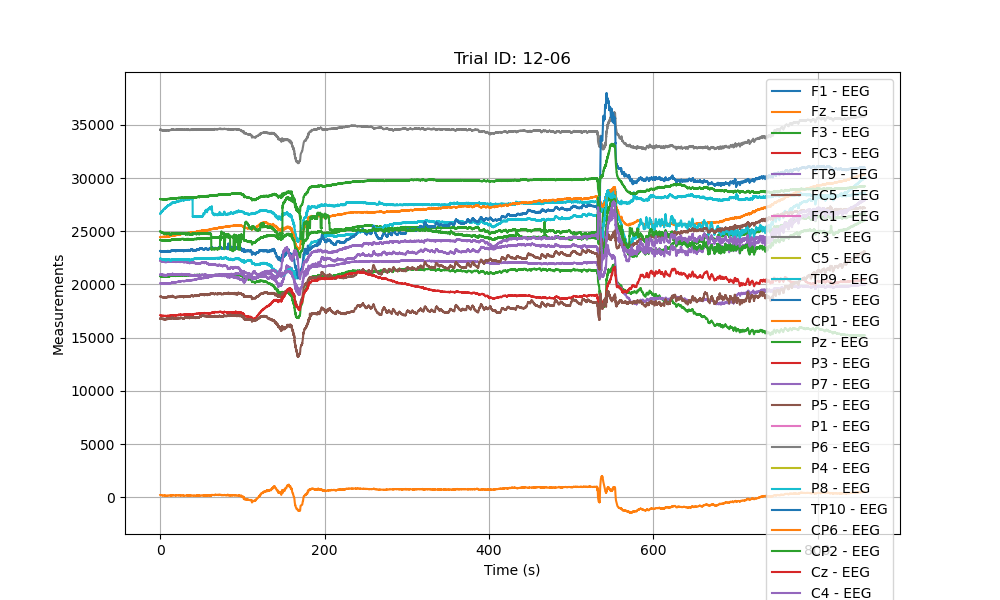 Trial ID: 12-06
Measurements
35000
30000
25000
20000
15000
10000
5000
0
0 200 400 600
Time (s)
F1 - EEG
Fz - EEG
F3 - EEG
FC3 - EEG
FT9 - EEG
FC5 - EEG
FC1 - EEG
C3 - EEG
C5 - EEG
TP9 - EEG
CP5 - EEG
CP1 - EEG
Pz - EEG
P3 - EEG
P7 - EEG
P5 - EEG
P1 - EEG
P6 - EEG
P4 - EEG
P8 - EEG
TP10 - EEG
CP6 - EEG
CP2 - EEG
Cz - EEG
C4 - EEG